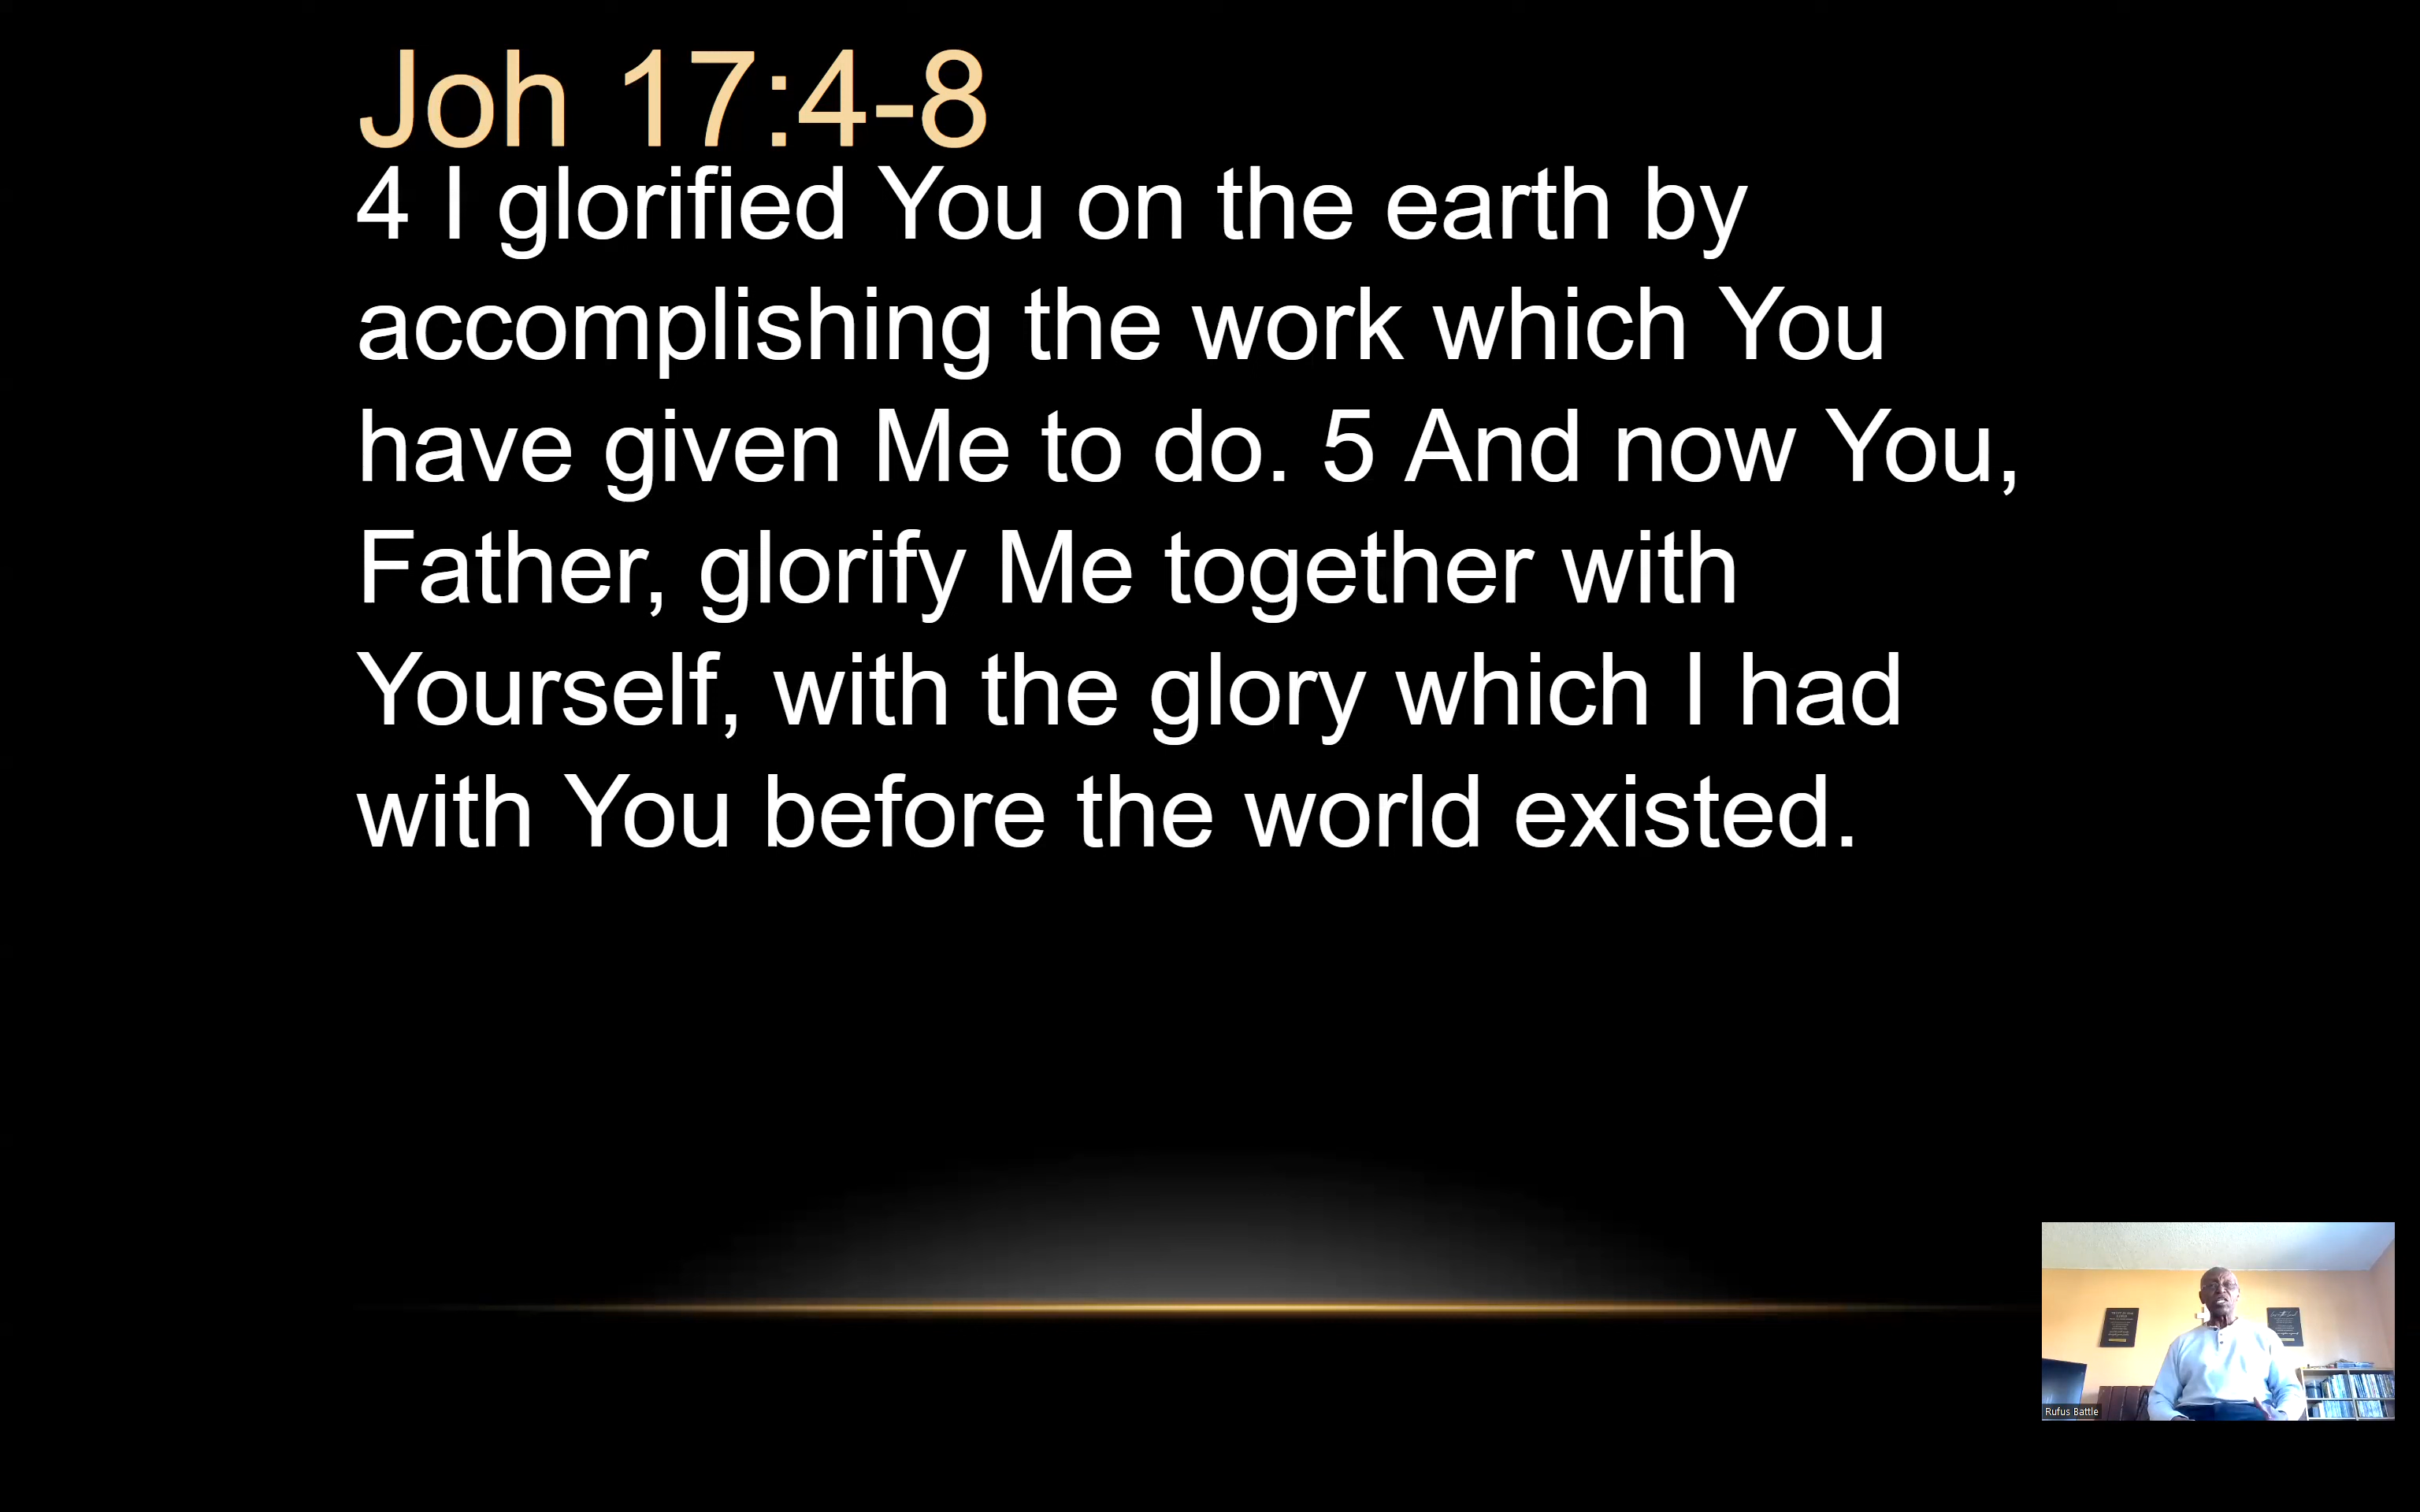 Joh 17:4-8
4 I glorified You on the earth by
accomplishing the work which You
have given Me to do. 5 And now You,
Father, glorify Me together with
Yourself, with the glory which I had
with You before the world existed.
Rufus Battle